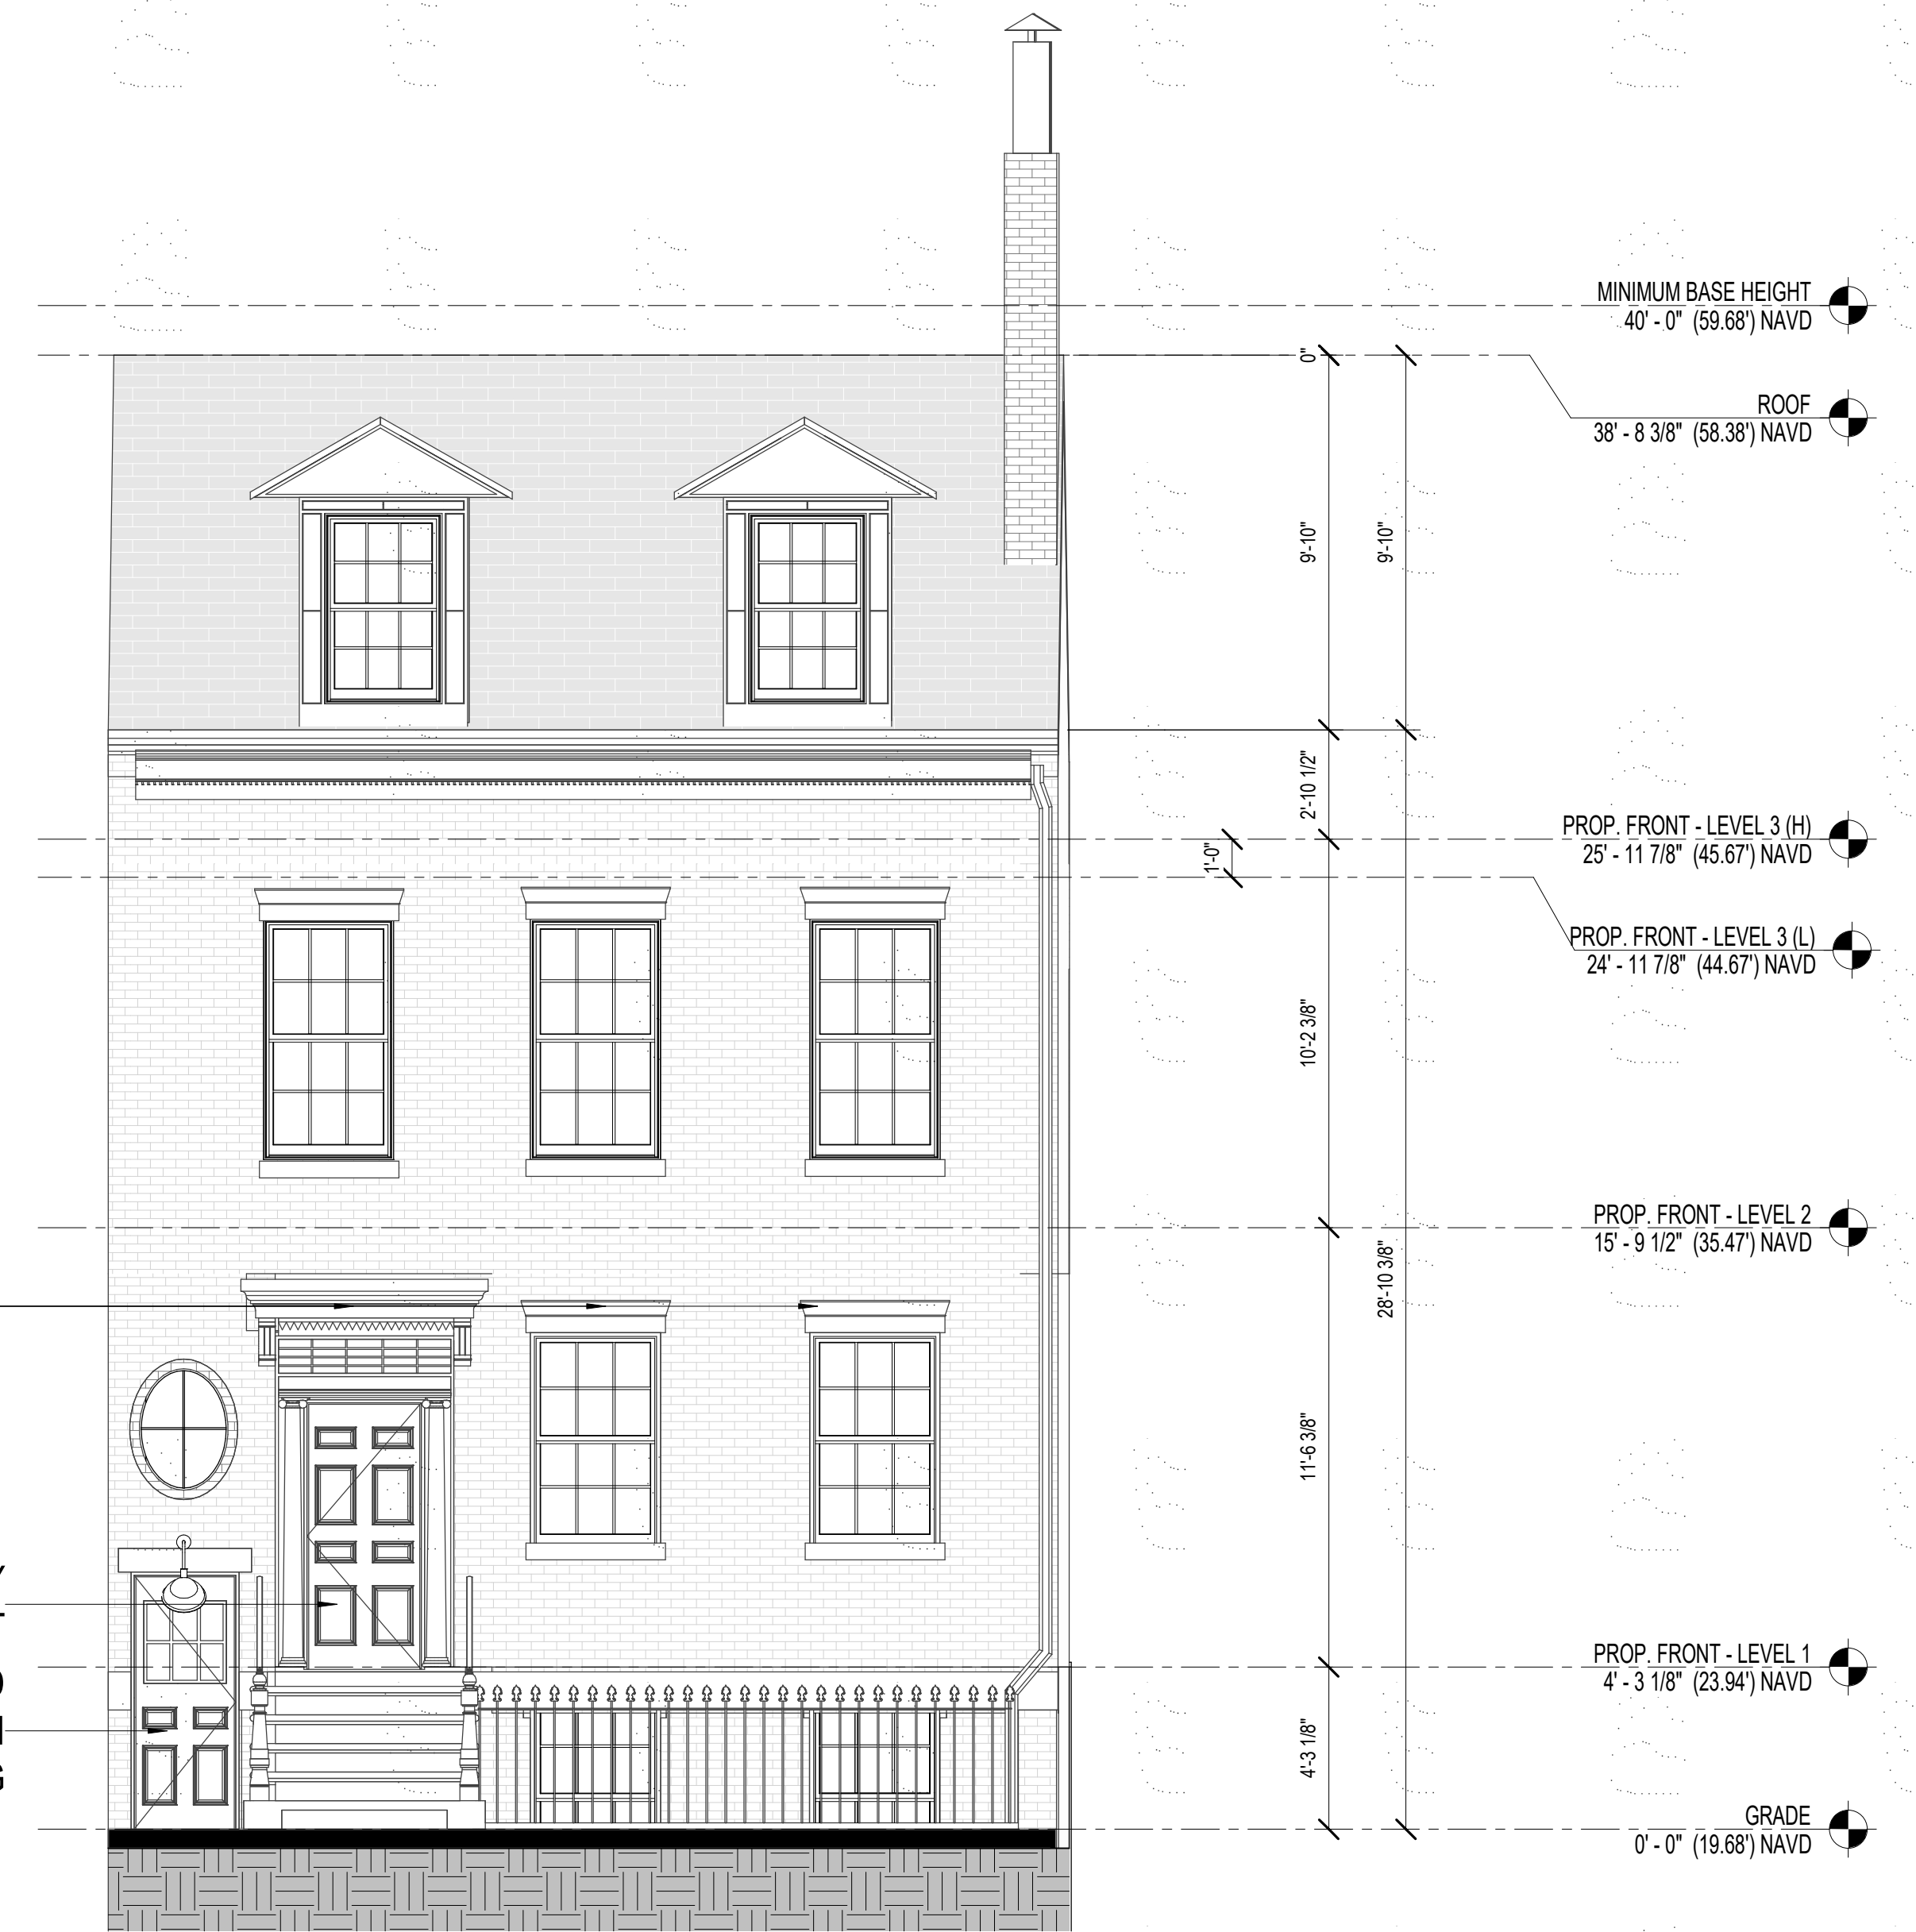 MINIMUM BASE HEIGHT
40' - 0" (59.68') NAVD
0"
ROOF
38' - 8 3/8" (58.38') NAVD
9'-10"
9'-10"
2'-10 1/2"
PROP. FRONT - LEVEL 3 (H)
25' - 11 7/8" (45.67') NAVD
1'-0"
PROP. FRONT - LEVEL 3 (L)
24' - 11 7/8" (44.67') NAVD
10'-2 3/8"
PROP. FRONT - LEVEL 2
15' - 9 1/2" (35.47') NAVD
28'-10 3/8"
11'-6 3/8"
PROP. FRONT - LEVEL 1
4' - 3 1/8" (23.94') NAVD
4'-3 1/8"
GRADE
0' - 0" (19.68') NAVD